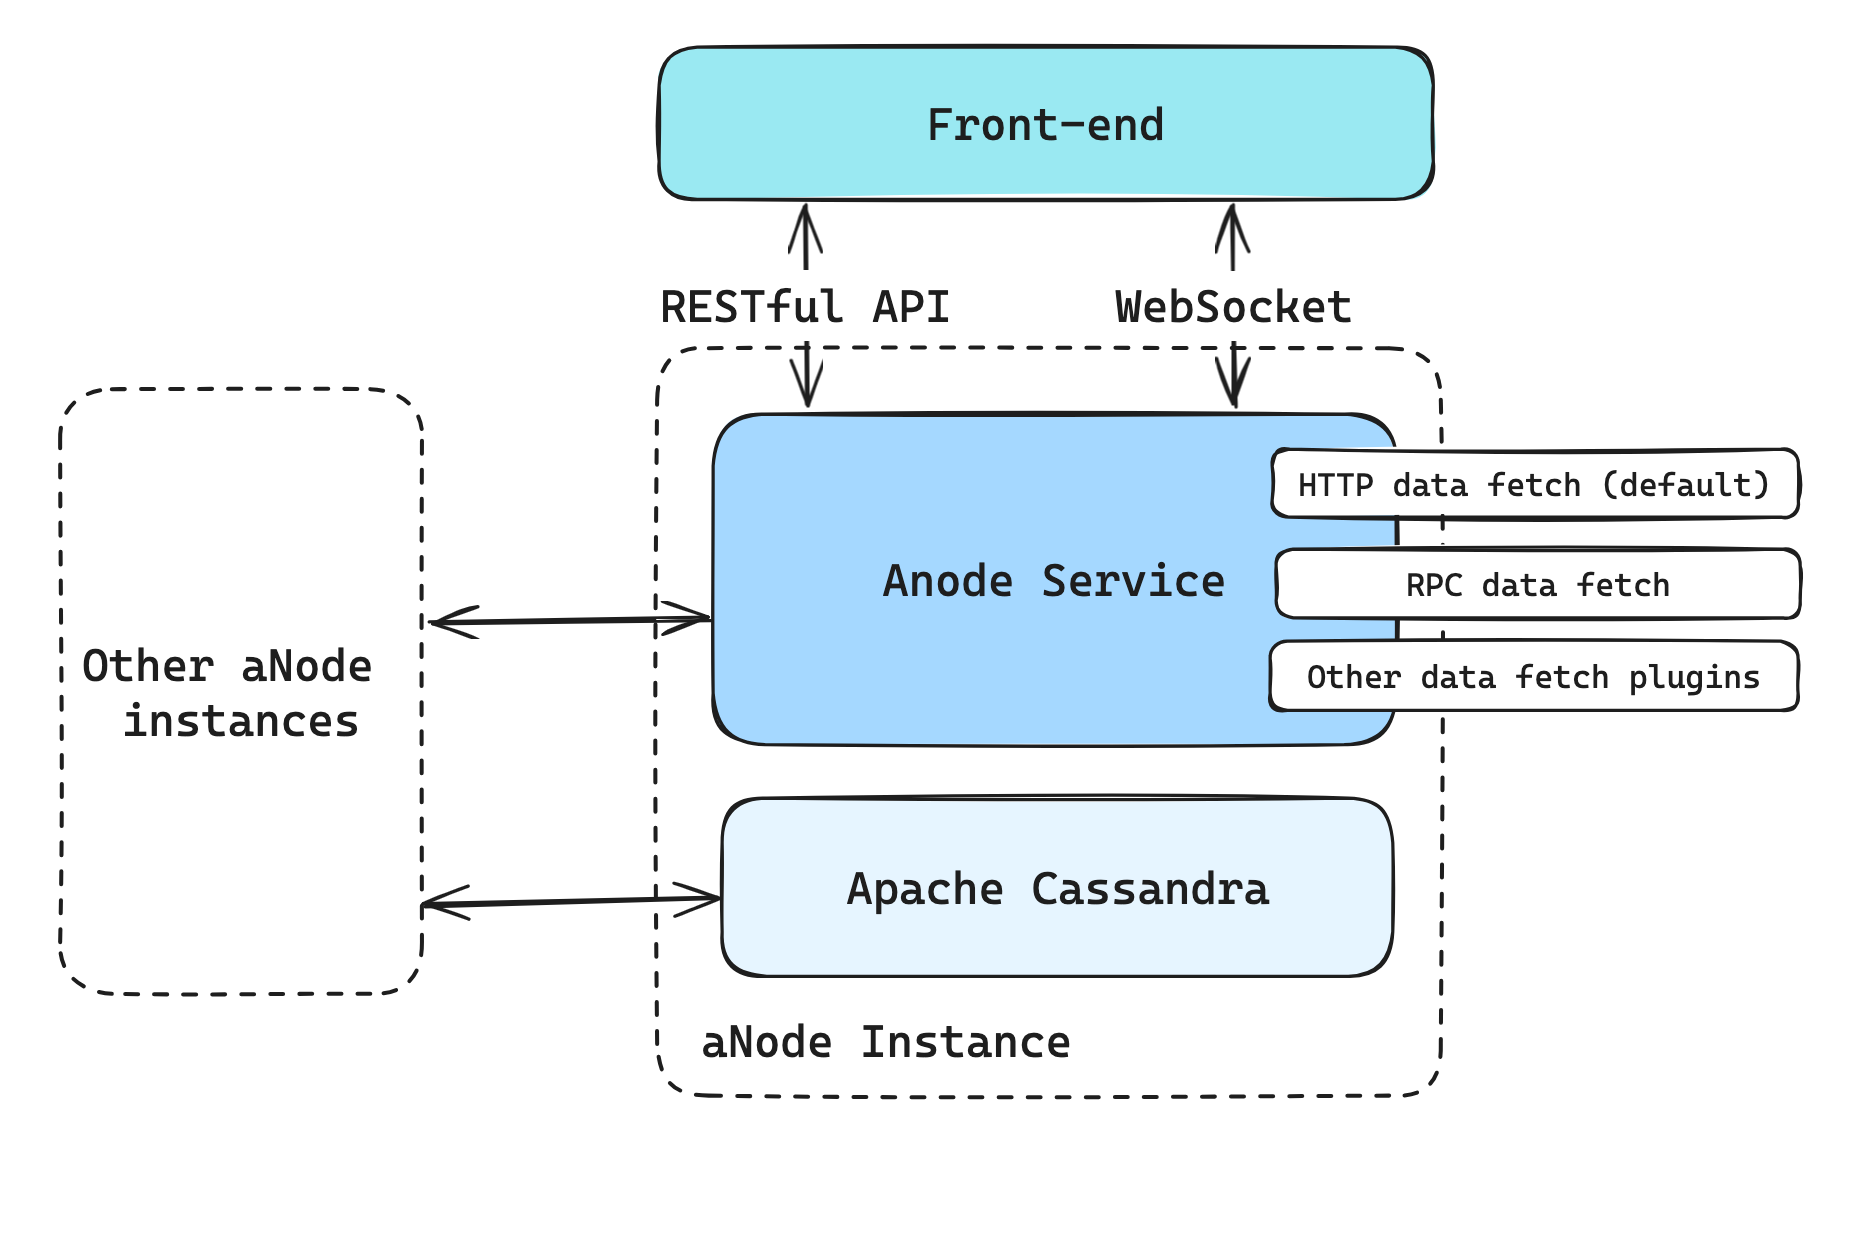 Front-end
RESTful API
WebSocket
HTTP data fetch (default)
Anode Service
RPC data fetch
Other aNode
instances
Other data fetch plugins
Apache Cassandra
aNode Instance